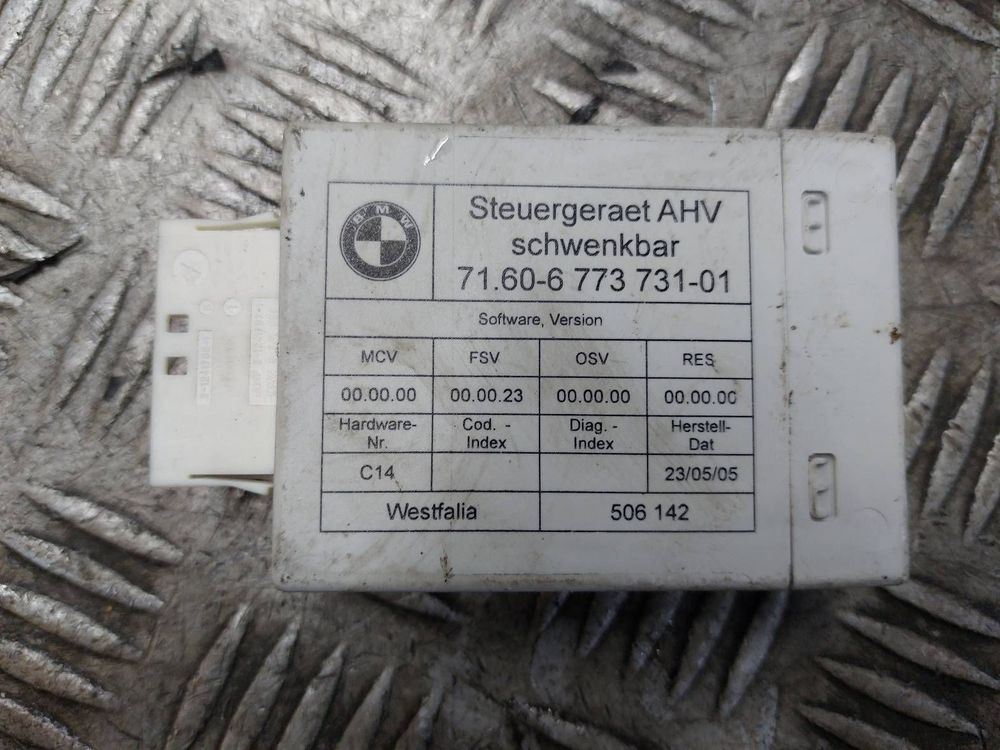 BMW
Steuergeraet AHV
schwenkbar
71.60-6 773 731-01
Software, Version
MCV FSV OSV RES
00.00.00 00.00.23 00.00.00 00.00.00
Hardware- Cod. - Diag. - Herstell-
Nr. Index Index Dat
C14 23/05/05
Westfalia 506 142